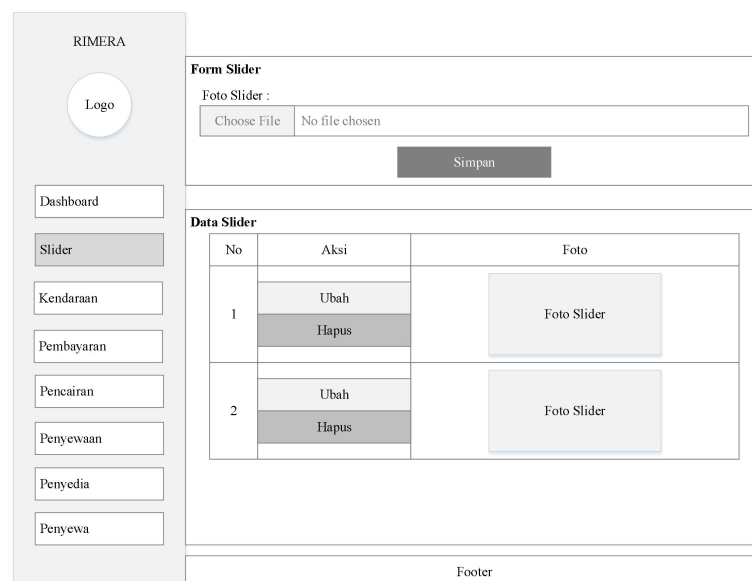 RIMERA
Logo
Dashboard
Slider
Kendaraan
Pembayaran
Pencairan
Penyewaan
Penyedia
Penyewa
Form Slider
Foto Slider :
Choose File No file chosen
Simpan
Data Slider
No Aksi Foto
1 Ubah Hapus Foto Slider
2 Ubah Hapus Foto Slider
Footer